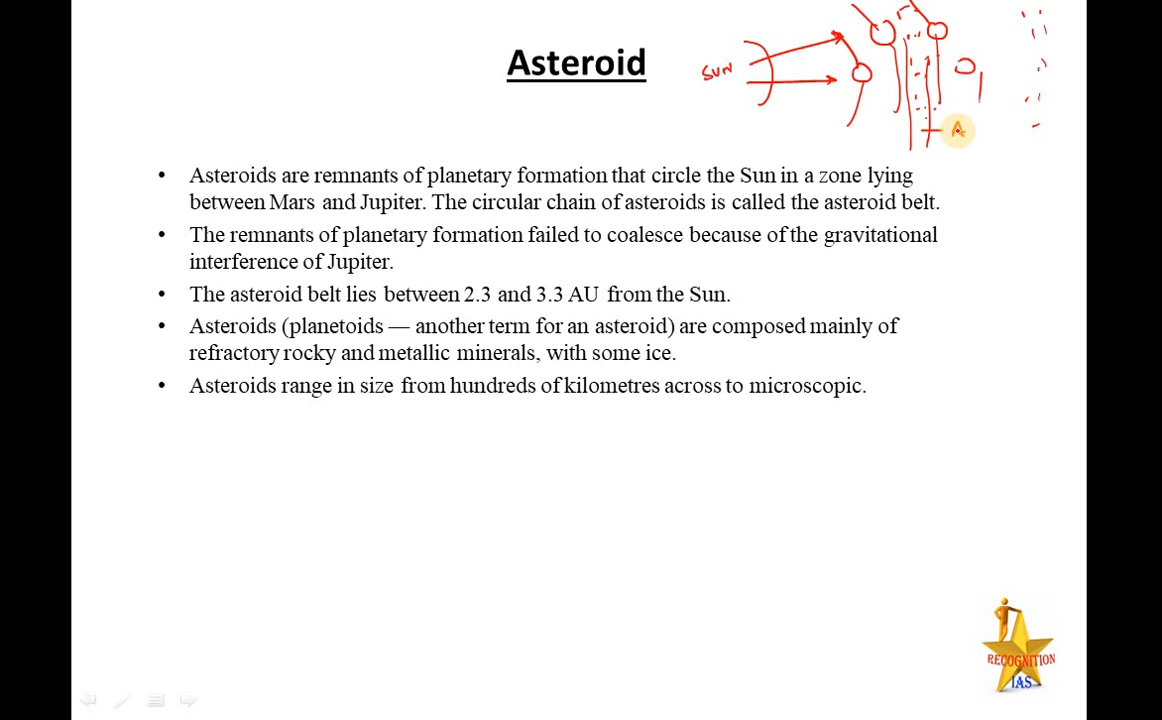 Asteroid
SUN
A
• Asteroids are remnants of planetary formation that circle the Sun in a zone lying
between Mars and Jupiter. The circular chain of asteroids is called the asteroid belt.
• The remnants of planetary formation failed to coalesce because of the gravitational
interference of Jupiter.
• The asteroid belt lies between 2.3 and 3.3 AU from the Sun.
• Asteroids (planetoids — another term for an asteroid) are composed mainly of
refractory rocky and metallic minerals, with some ice.
• Asteroids range in size from hundreds of kilometres across to microscopic.
RECOGNITION
IAS